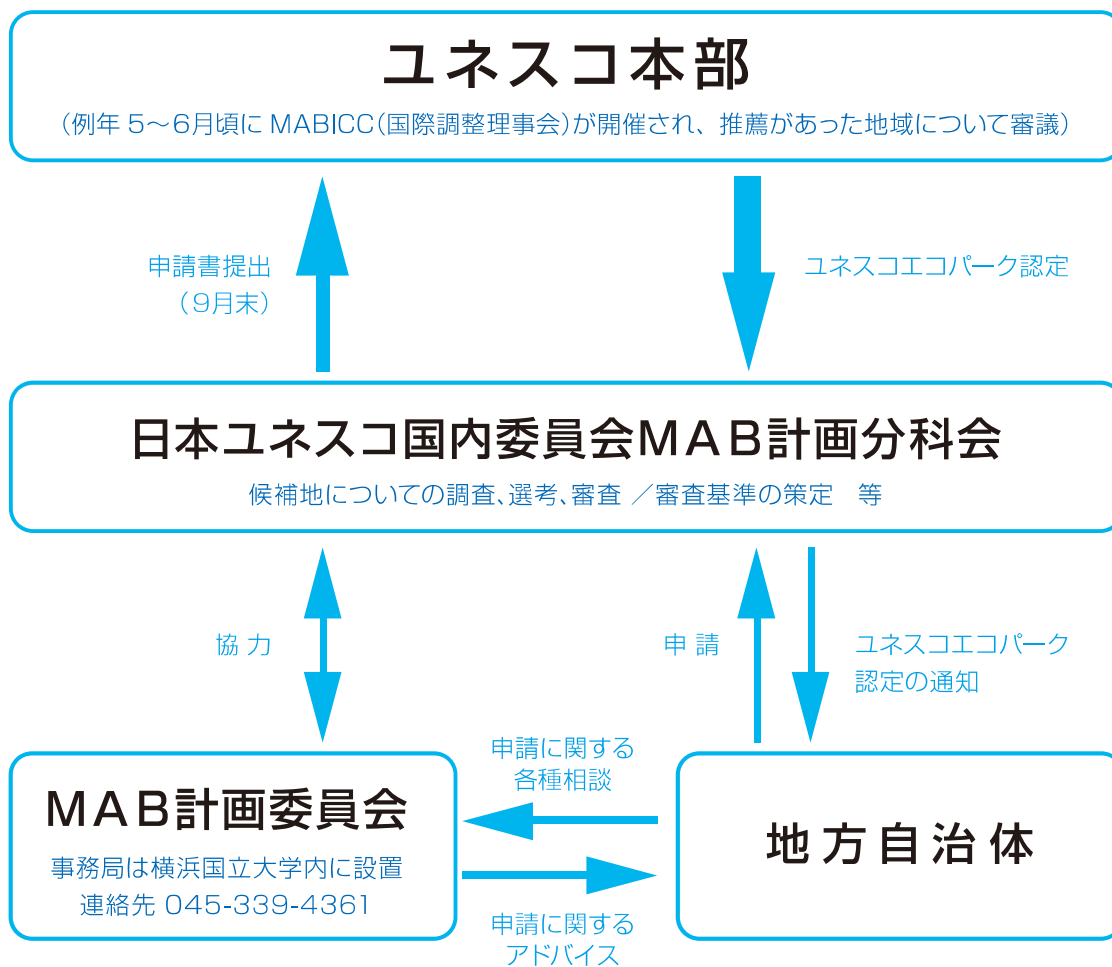 ユネスコ本部
（例年 5～6月頃に MABICC（国際調整理事会）が開催され、推薦があった地域について審議）
申請書提出
（9月末）
ユネスコエコパーク認定
日本ユネスコ国内委員会MAB計画分科会
候補地についての調査、選考、審査 ／審査基準の策定　等
協 力
申 請
ユネスコエコパーク
認定の通知
申請に関する
各種相談
MAB計画委員会
事務局は横浜国立大学内に設置
連絡先 045-339-4361
地方自治体
申請に関する
アドバイス